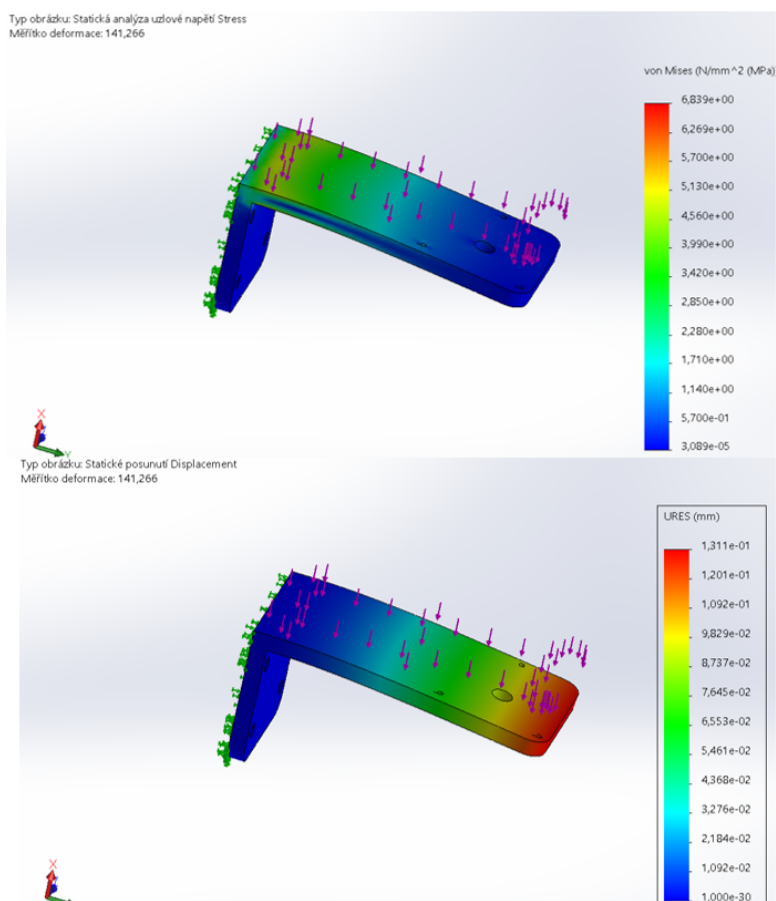 Typ obrázku: Statická analýza uzlové napětí Stress
Měřítko deformace: 141,266
von Mises (N/mm^2 (MPa)
6,839e+00
6,269e+00
5,700e+00
5,130e+00
4,560e+00
3,990e+00
3,420e+00
2,850e+00
2,280e+00
1,710e+00
1,140e+00
5,700e-01
3,089e-05
X
Y
Typ obrázku: Statické posunutí Displacement
Měřítko deformace: 141,266
URES (mm)
1,311e-01
1,201e-01
1,092e-01
9,829e-02
8,737e-02
7,645e-02
6,553e-02
5,461e-02
4,368e-02
3,276e-02
2,184e-02
1,092e-02
1,000e-30
X